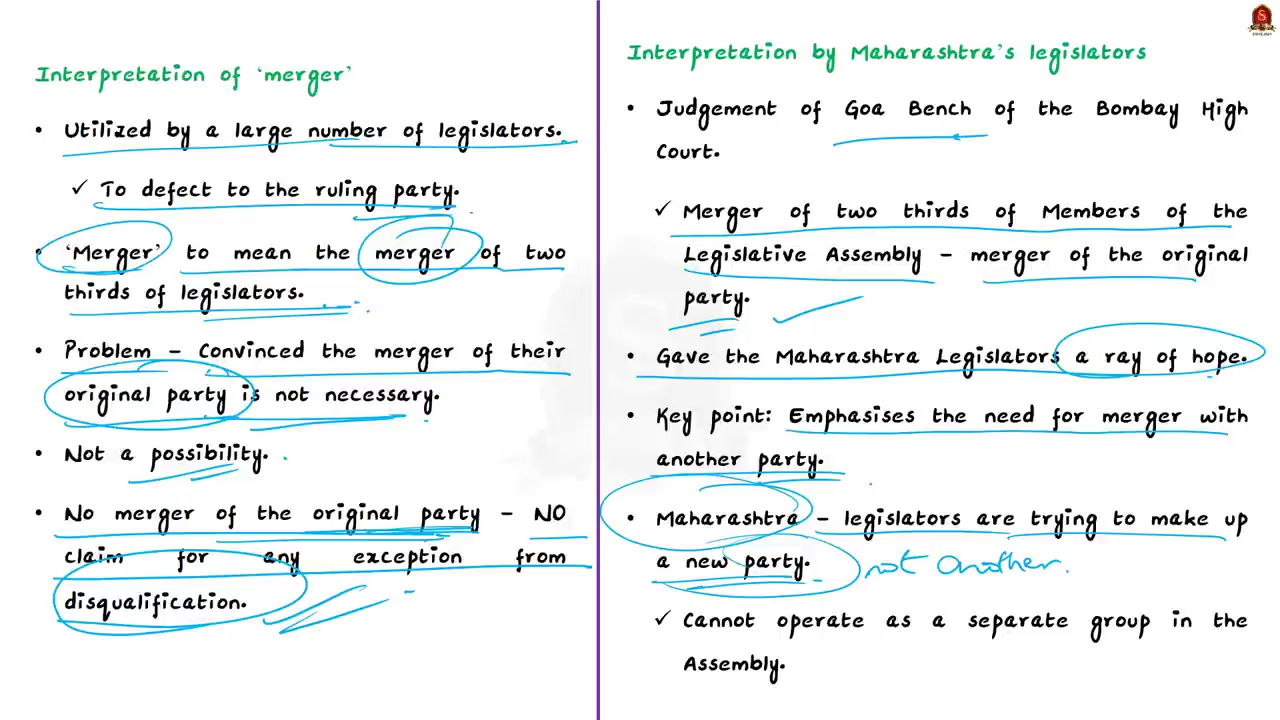 Interpretation of ‘merger’
• Utilized by a large number of legislators.
✓ To defect to the ruling party.
• ‘Merger’ to mean the merger of two
thirds of legislators.
• Problem – Convinced the merger of their
original party is not necessary.
• Not a possibility.
• No merger of the original party – NO
claim for any exception from
disqualification.
Interpretation by Maharashtra’s legislators
• Judgement of Goa Bench of the Bombay High
Court.
✓ Merger of two thirds of Members of the
Legislative Assembly – merger of the original
party.
• Gave the Maharashtra Legislators a ray of hope.
• Key point: Emphasises the need for merger with
another party.
• Maharashtra – legislators are trying to make up
a new party. not another.
✓ Cannot operate as a separate group in the
Assembly.